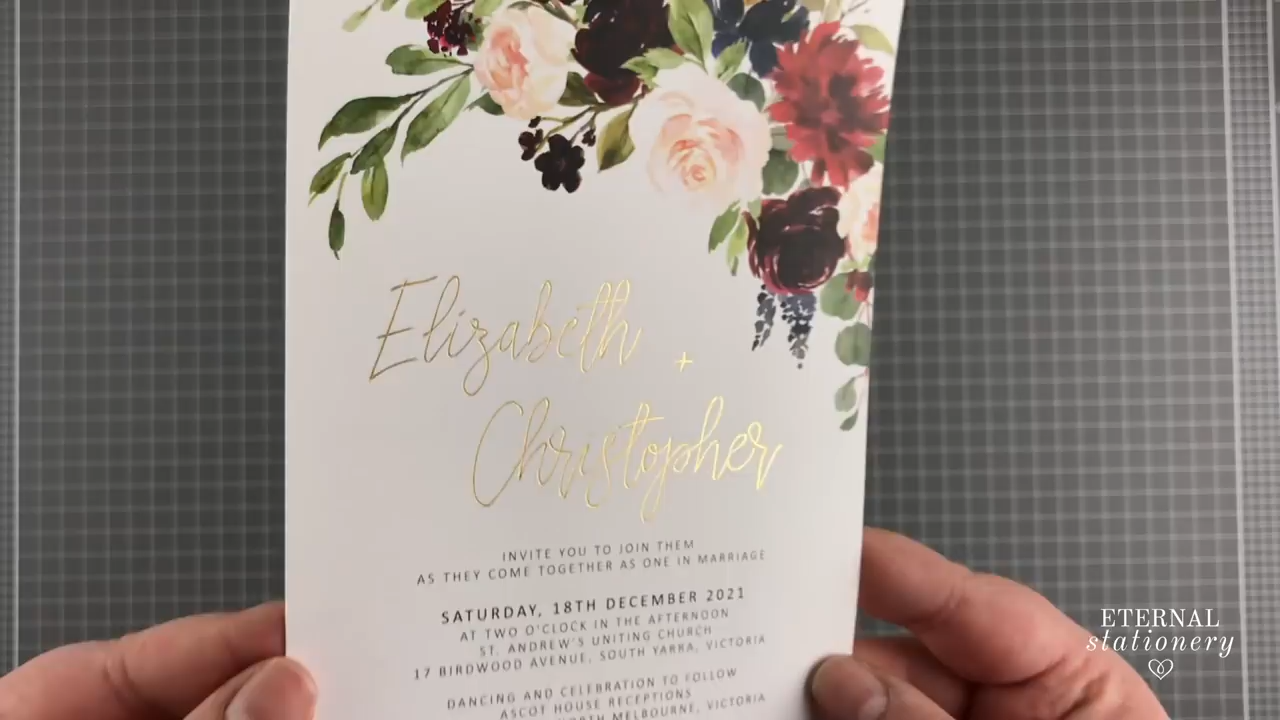 Elizabeth +
Christopher
INVITE YOU TO JOIN THEM
AS THEY COME TOGETHER AS ONE IN MARRIAGE
SATURDAY, 18TH DECEMBER 2021
AT TWO O'CLOCK IN THE AFTERNOON
ST. ANDREW'S UNITING CHURCH
17 BIRDWOOD AVENUE, SOUTH YARRA, VICTORIA
DANCING AND CELEBRATION TO FOLLOW
ASCOT HOUSE RECEPTIONS
NORTH MELBOURNE, VICTORIA
ETERNAL
stationery